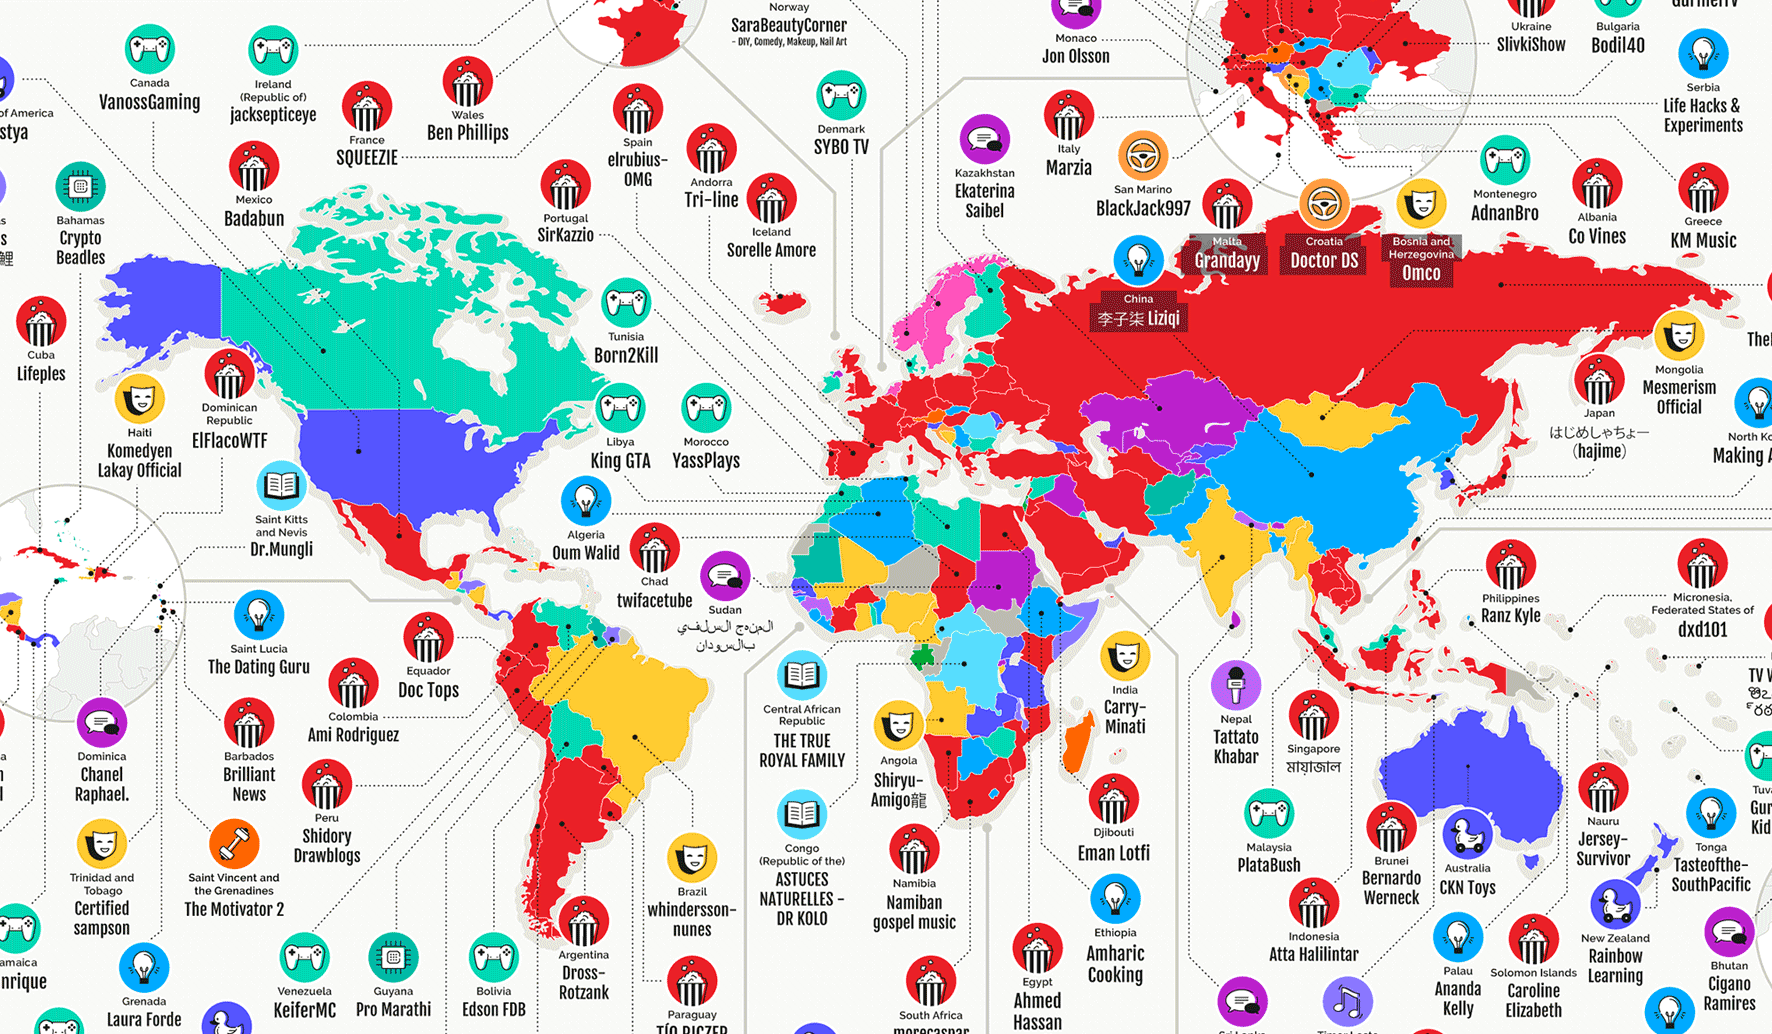 Norway
SaraBeautyCorner
- DIY, Comedy, Makeup, Nail Art
Monaco
Jon Olsson
Ukraine
SlivkiShow
Bulgaria
Bodil40
Canada
VanossGaming
Ireland
(Republic of)
jacksepticeye
of America
stya
France
SQUEEZIE
Wales
Ben Phillips
Spain
elrubius-
OMG
Denmark
SYBO TV
Serbia
Life Hacks &
Experiments
Andorra
Tri-line
Kazakhstan
Ekaterina
Saibel
Italy
Marzia
San Marino
BlackJack997
Montenegro
AdnanBro
Albania
Co Vines
Greece
KM Music
Bahamas
Crypto
Beadles
Mexico
Badabun
Portugal
SirKazzio
Iceland
Sorelle Amore
Malta
Grandayy
Croatia
Doctor DS
Bosnia and
Herzegovina
Omco
China
李子柒 Liziqi
Cuba
Lifeples
Tunisia
Born2Kill
Mongolia
Mesmerism
Official
Japan
はじめしゃちょー
(hajime)
Haiti
Komedyen
Lakay Official
Dominican
Republic
ElFlacoWTF
Libya
King GTA
Morocco
YassPlays
North Ko
Making A
Saint Kitts
and Nevis
Dr.Mungli
Algeria
Oum Walid
Chad
twifacetube
Sudan
المنهج السلفي
بالسودان
Philippines
Ranz Kyle
Micronesia,
Federated States of
dxd101
Saint Lucia
The Dating Guru
Equador
Doc Tops
Colombia
Ami Rodriguez
Central African
Republic
THE TRUE
ROYAL FAMILY
India
Carry-
Minati
Nepal
Tattato
Khabar
Singapore
মায়াজাল
TV W
Dominica
Chanel
Raphael.
Barbados
Brilliant
News
Peru
Shidory
Drawblogs
Angola
Shiryu-
Amigo龍
Djibouti
Eman Lotfi
Malaysia
PlataBush
Brunei
Bernardo
Werneck
Australia
CKN Toys
Nauru
Jersey-
Survivor
Tonga
Tasteofthe-
SouthPacific
Tuva
Gur
Kid
Trinidad and
Tobago
Certified
sampson
Saint Vincent and
the Grenadines
The Motivator 2
Brazil
whindersson-
nunes
Congo
(Republic of the)
ASTUCES
NATURELLES -
DR KOLO
Namibia
Namiban
gospel music
Ethiopia
Amharic
Cooking
Indonesia
Atta Halilintar
New Zealand
Rainbow
Learning
Palau
Ananda
Kelly
Solomon Islands
Caroline
Elizabeth
Bhutan
Cigano
Ramires
amaica
nrique
Grenada
Laura Forde
Venezuela
KeiferMC
Guyana
Pro Marathi
Bolivia
Edson FDB
Argentina
Dross-
Rotzank
Paraguay
South Africa
morecaspar
Egypt
Ahmed
Hassan